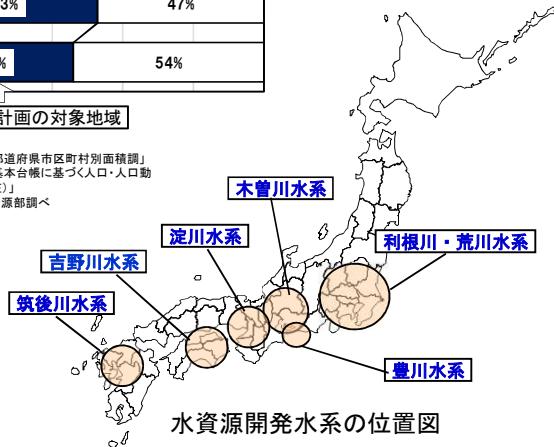 3%
47%
%
54%
計画の対象地域
都道府県市区町村別面積調」
基本台帳に基づく人口・人口動
)」
源部調べ
木曽川水系
淀川水系
利根川・荒川水系
吉野川水系
筑後川水系
豊川水系
水資源開発水系の位置図